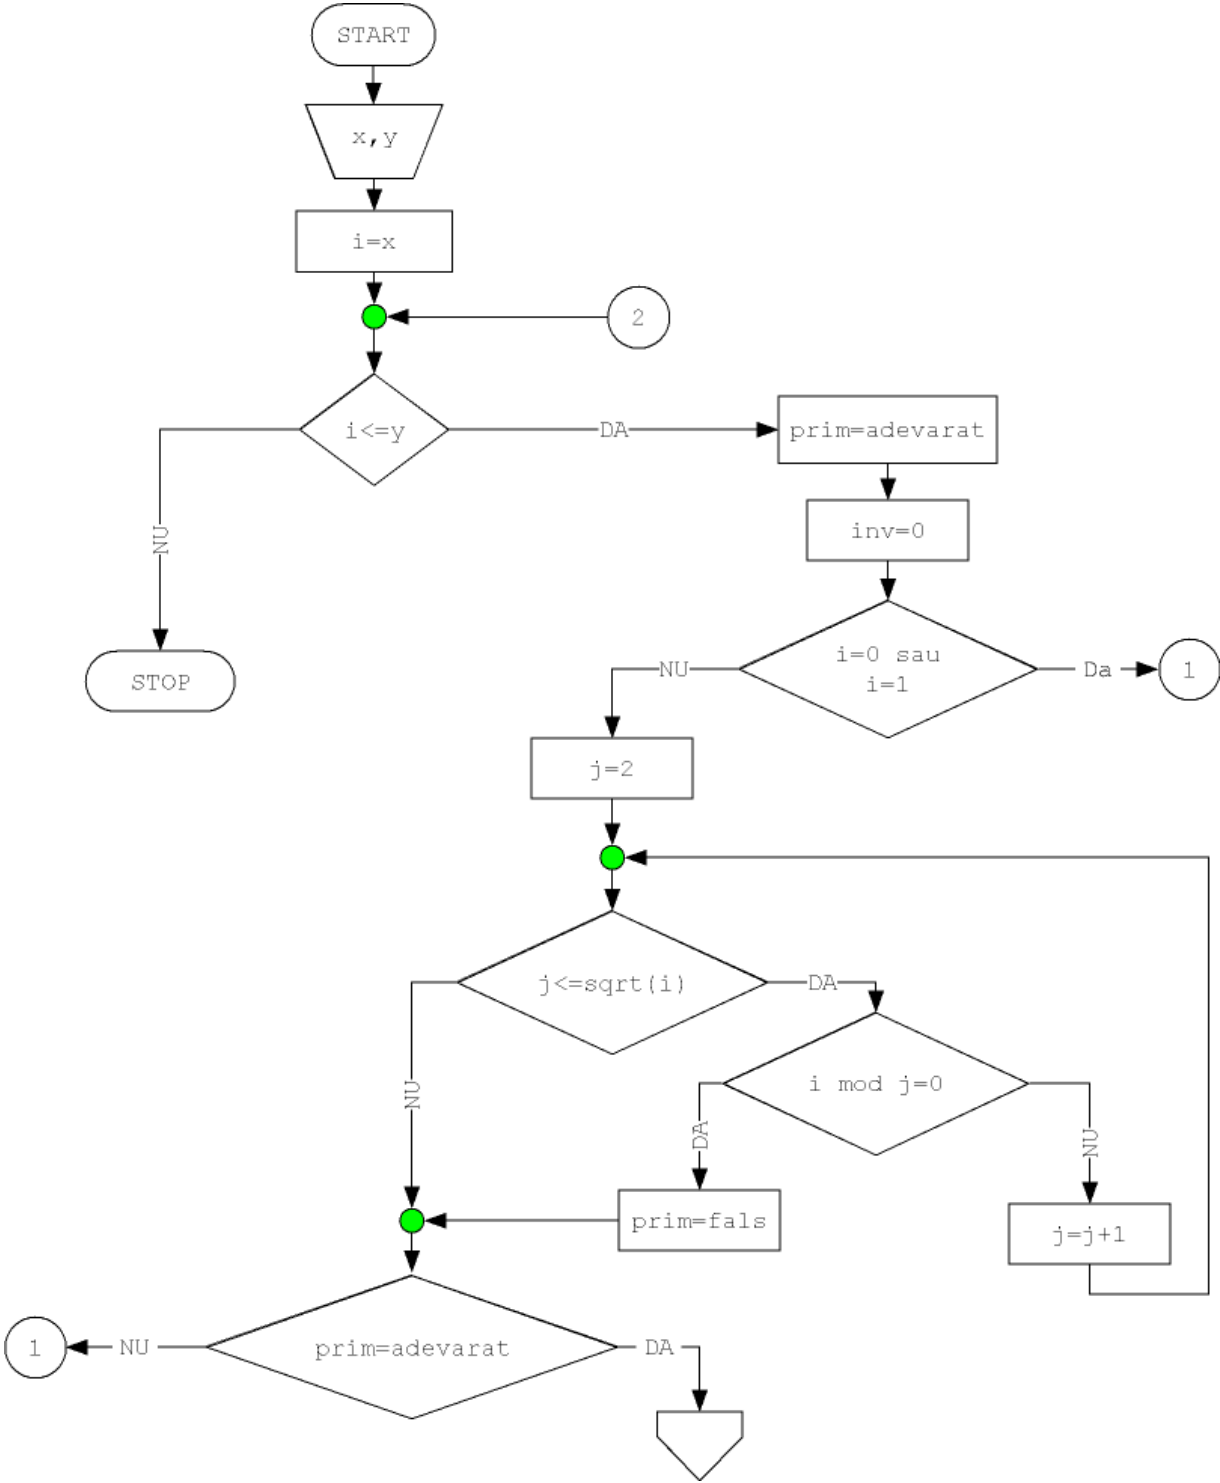 START
x,y
i=x
2
i<=y
DA
prim=adevarat
NU
inv=0
i=0 sau
i=1
Da
1
NU
STOP
j=2
j<=sqrt(i)
DA
NU
i mod j=0
DA
NU
prim=fals
j=j+1
1
NU
prim=adevarat
DA